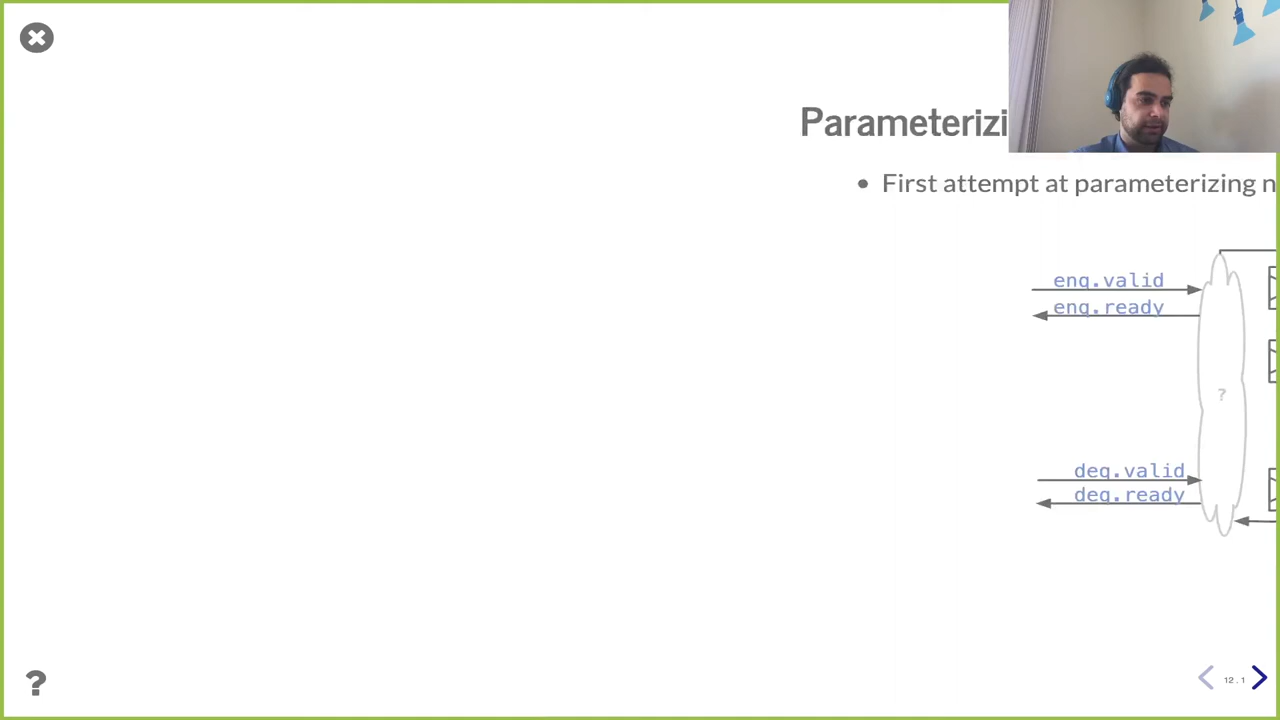 Parameterizi
• First attempt at parameterizing n
enq.valid
enq.ready
?
deq.valid
deq.ready
?
12.1